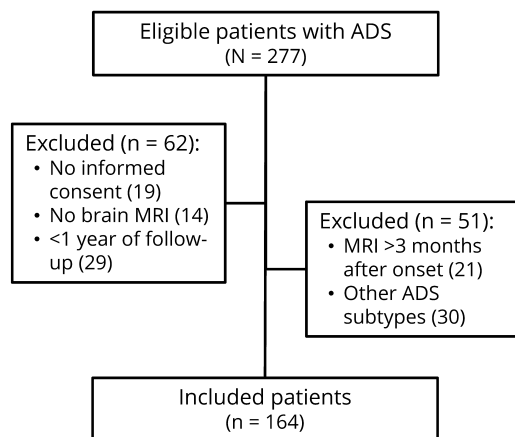 Eligible patients with ADS
(N = 277)
Excluded (n = 62):
• No informed
consent (19)
• No brain MRI (14)
• <1 year of follow-
up (29)
Excluded (n = 51):
• MRI >3 months
after onset (21)
• Other ADS
subtypes (30)
Included patients
(n = 164)